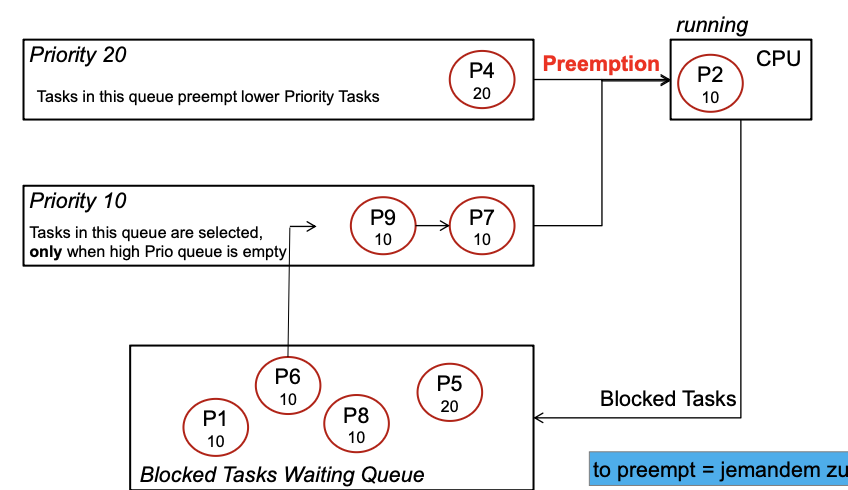 running
Priority 20
P4
20
Tasks in this queue preempt lower Priority Tasks
Preemption
CPU
P2
10
Priority 10
Tasks in this queue are selected,
only when high Prio queue is empty
P9
10
P7
10
P6
10
P5
20
P1
10
P8
10
Blocked Tasks
Blocked Tasks Waiting Queue
to preempt = jemandem zu